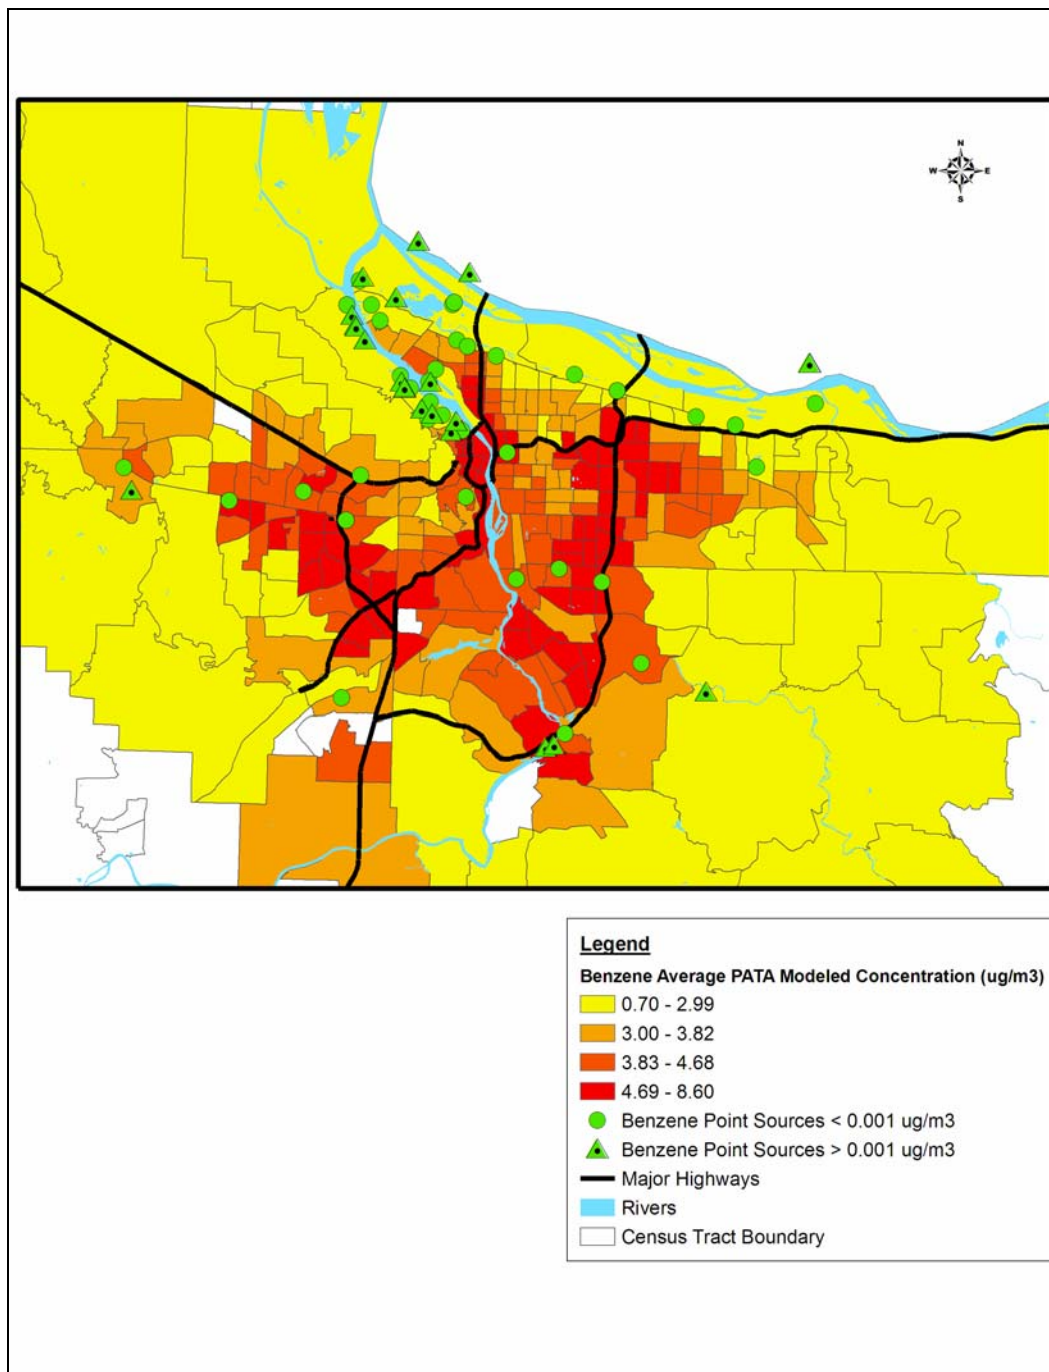 N
W E
S
Legend
Benzene Average PATA Modeled Concentration (ug/m3)
0.70 - 2.99
3.00 - 3.82
3.83 - 4.68
4.69 - 8.60
Benzene Point Sources < 0.001 ug/m3
Benzene Point Sources > 0.001 ug/m3
Major Highways
Rivers
Census Tract Boundary